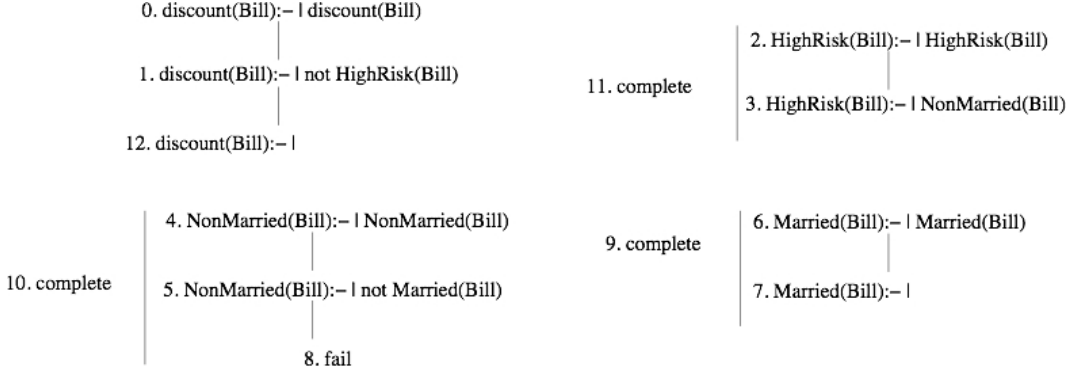 0. discount(Bill):– | discount(Bill)
1. discount(Bill):– | not HighRisk(Bill)
12. discount(Bill):– |
2. HighRisk(Bill):– | HighRisk(Bill)
11. complete
3. HighRisk(Bill):– | NonMarried(Bill)
4. NonMarried(Bill):– | NonMarried(Bill)
10. complete
5. NonMarried(Bill):– | not Married(Bill)
8. fail
6. Married(Bill):– | Married(Bill)
9. complete
7. Married(Bill):– |